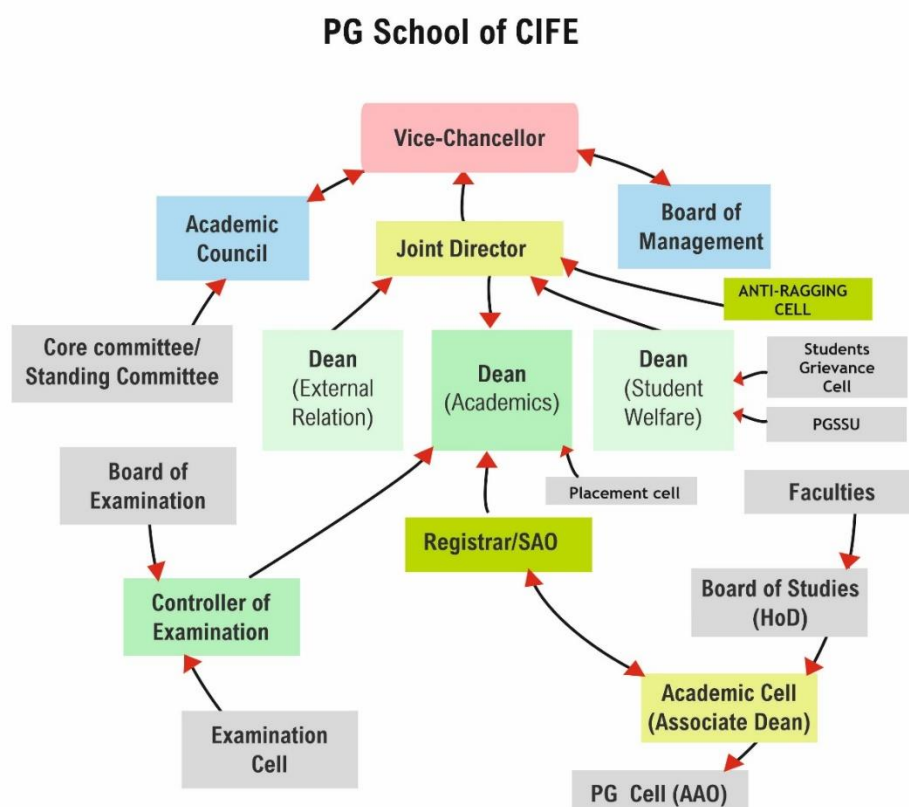 PG School of CIFE
Vice-Chancellor
Academic
Council
Board of
Management
Joint Director
ANTI-RAGGING
CELL
Core committee/
Standing Committee
Dean
(External
Relation)
Dean
(Academics)
Dean
(Student
Welfare)
Students
Grievance
Cell
PGSSU
Board of
Examination
Placement cell
Faculties
Registrar/SAO
Controller of
Examination
Board of Studies
(HoD)
Academic Cell
(Associate Dean)
Examination
Cell
PG Cell (AAO)